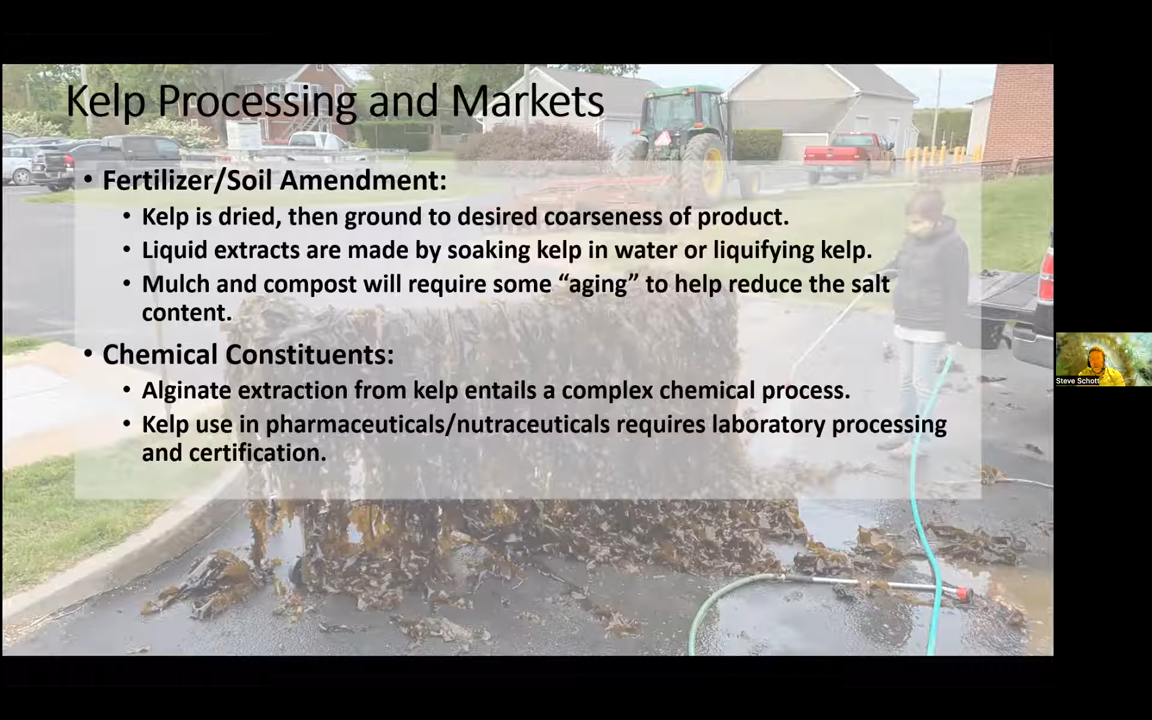 Kelp Processing and Markets
• Fertilizer/Soil Amendment:
• Kelp is dried, then ground to desired coarseness of product.
• Liquid extracts are made by soaking kelp in water or liquifying kelp.
• Mulch and compost will require some “aging” to help reduce the salt
content.
• Chemical Constituents:
• Alginate extraction from kelp entails a complex chemical process.
• Kelp use in pharmaceuticals/nutraceuticals requires laboratory processing
and certification.
Steve Schott